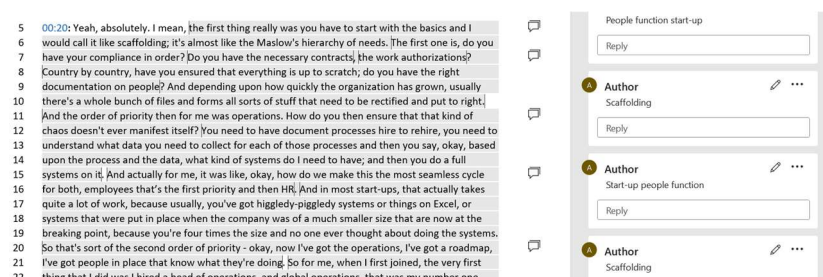 5 00:20: Yeah, absolutely. I mean, the first thing really was you have to start with the basics and I
6 would call it like scaffolding; it's almost like the Maslow's hierarchy of needs. The first one is, do you
7 have your compliance in order? Do you have the necessary contracts, the work authorizations?
8 Country by country, have you ensured that everything is up to scratch; do you have the right
9 documentation on people? And depending upon how quickly the organization has grown, usually
10 there's a whole bunch of files and forms all sorts of stuff that need to be rectified and put to right.
11 And the order of priority then for me was operations. How do you then ensure that that kind of
12 chaos doesn't ever manifest itself? You need to have document processes hire to rehire, you need to
13 understand what data you need to collect for each of those processes and then you say, okay, based
14 upon the process and the data, what kind of systems do I need to have; and then you do a full
15 systems on it. And actually for me, it was like, okay, how do we make this the most seamless cycle
16 for both, employees that's the first priority and then HR. And in most start-ups, that actually takes
17 quite a lot of work, because usually, you've got higgledy-piggledy systems or things on Excel, or
18 systems that were put in place when the company was of a much smaller size that are now at the
19 breaking point, because you're four times the size and no one ever thought about doing the systems.
20 So that's sort of the second order of priority - okay, now I've got the operations, I've got a roadmap,
21 I've got people in place that know what they're doing. So for me, when I first joined, the very first
22 thing that I did was I hired a head of operations, and global operations, that was my number one
People function start-up
Reply
A Author
Scaffolding
Reply
A Author
Start-up people function
Reply
A Author
Scaffolding